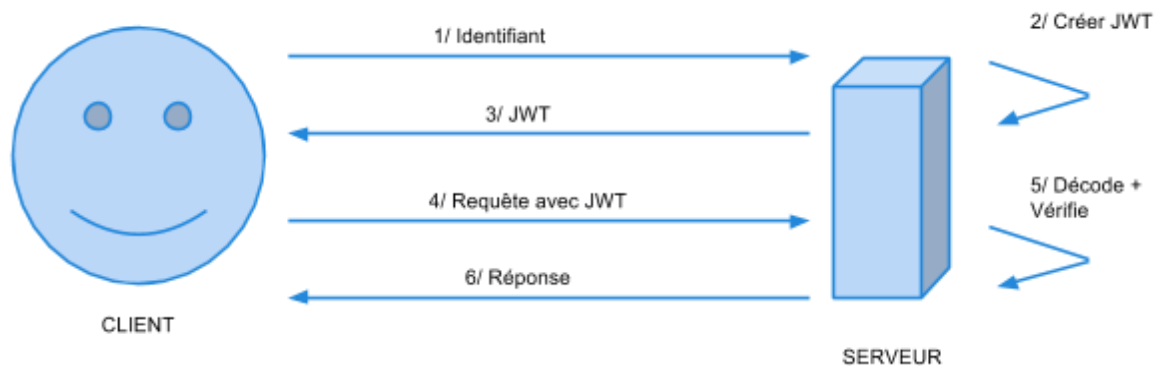 1/ Identifiant
2/ Créer JWT
3/ JWT
4/ Requête avec JWT
5/ Décode +
Vérifie
6/ Réponse
CLIENT
SERVEUR